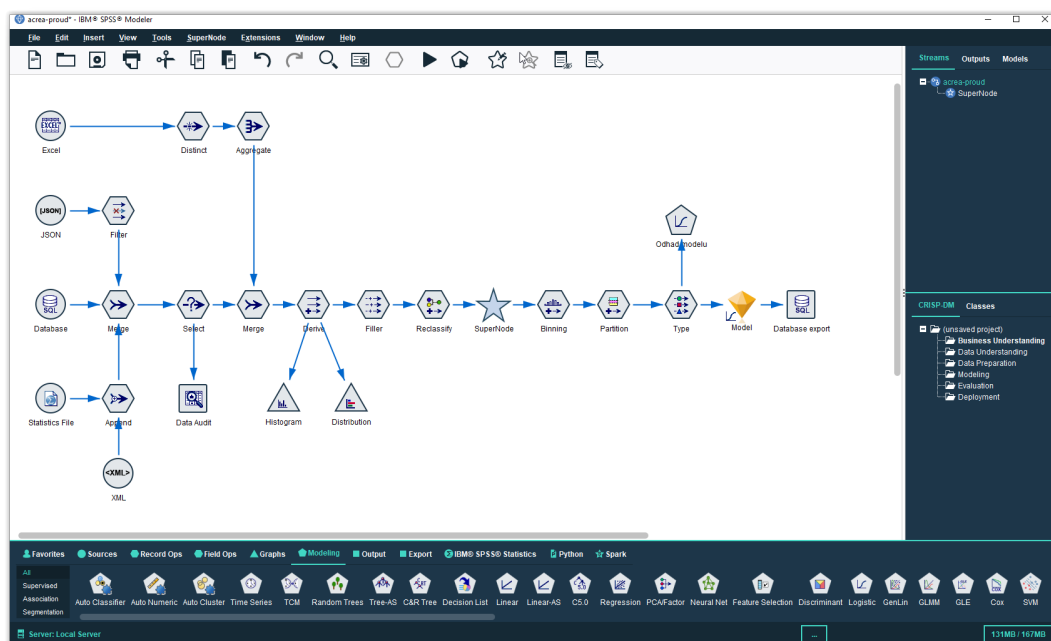 acrea-proud* - IBM® SPSS® Modeler
File Edit Insert View Tools SuperNode Extensions Window Help
Streams Outputs Models
acrea-proud
SuperNode
EXCEL
Excel
Distinct
Aggregate
{JSON}
JSON
Filter
Odhad modelu
SQL
Database
Merge
Select
Merge
Derive
Filler
Reclassify
SuperNode
Binning
Partition
Type
Model
SQL
Database export
CRISP-DM Classes
(unsaved project)
Business Understanding
Data Understanding
Data Preparation
Modeling
Evaluation
Deployment
Statistics File
Append
Data Audit
Histogram
Distribution
<XML>
XML
Favorites Sources Record Ops Field Ops Graphs Modeling Output Export IBM® SPSS® Statistics Python Spark
All
Supervised
Association
Segmentation
Auto Classifier Auto Numeric Auto Cluster Time Series TCM Random Trees Tree-AS C&R Tree Decision List Linear Linear-AS C5.0 Regression PCA/Factor Neural Net Feature Selection Discriminant Logistic GenLin GLMM GLE Cox SVM
Server: Local Server
...
131MB / 167MB